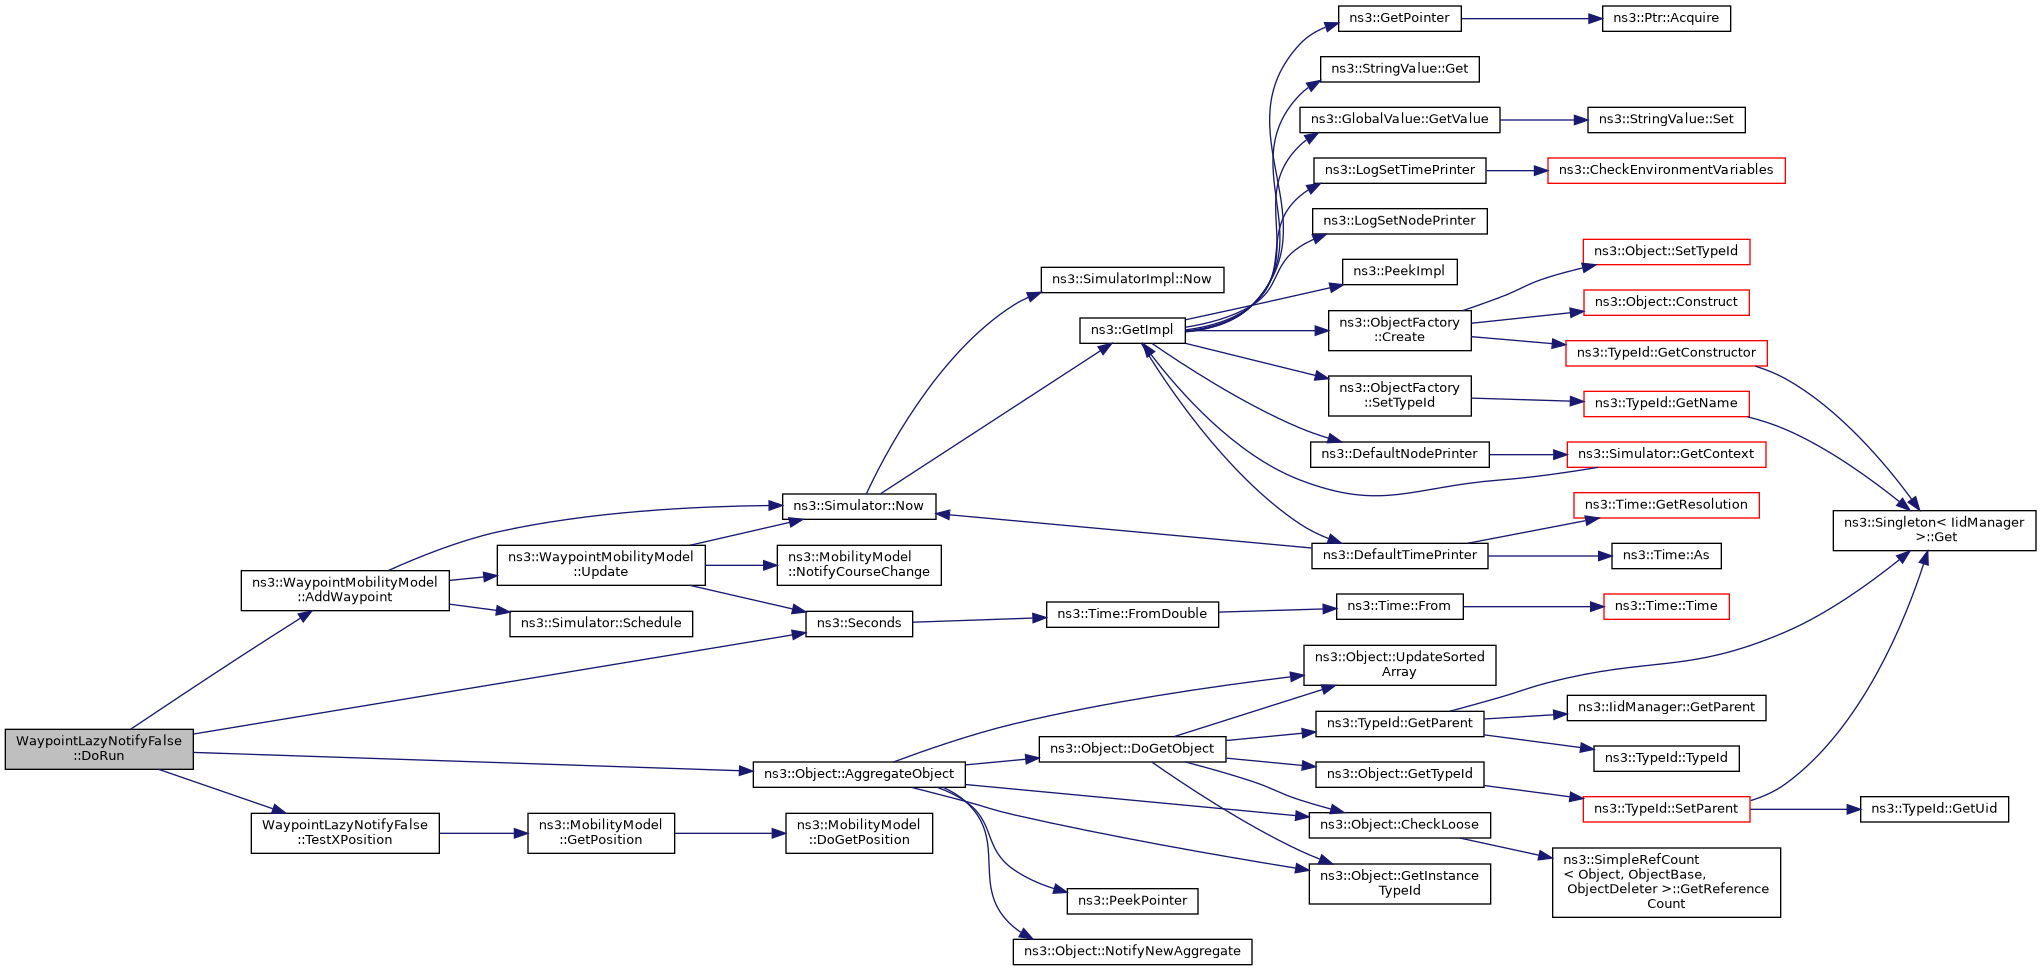 ns3::GetPointer
ns3::Ptr::Acquire
ns3::StringValue::Get
ns3::GlobalValue::GetValue
ns3::StringValue::Set
ns3::LogSetTimePrinter
ns3::CheckEnvironmentVariables
ns3::LogSetNodePrinter
ns3::Object::SetTypeId
ns3::SimulatorImpl::Now
ns3::PeekImpl
ns3::Object::Construct
ns3::GetImpl
ns3::ObjectFactory
::Create
ns3::TypeId::GetConstructor
ns3::ObjectFactory
::SetTypeId
ns3::TypeId::GetName
ns3::DefaultNodePrinter
ns3::Simulator::GetContext
ns3::Simulator::Now
ns3::Time::GetResolution
ns3::Singleton< IidManager
>::Get
ns3::DefaultTimePrinter
ns3::Time::As
ns3::WaypointMobilityModel
::Update
ns3::MobilityModel
::NotifyCourseChange
ns3::WaypointMobilityModel
::AddWaypoint
ns3::Simulator::Schedule
ns3::Seconds
ns3::Time::FromDouble
ns3::Time::From
ns3::Time::Time
ns3::Object::UpdateSorted
Array
WaypointLazyNotifyFalse
::DoRun
ns3::Object::DoGetObject
ns3::TypeId::GetParent
ns3::IidManager::GetParent
ns3::TypeId::TypeId
ns3::Object::AggregateObject
ns3::Object::GetTypeId
ns3::TypeId::SetParent
ns3::TypeId::GetUid
WaypointLazyNotifyFalse
::TestXPosition
ns3::MobilityModel
::GetPosition
ns3::MobilityModel
::DoGetPosition
ns3::Object::CheckLoose
ns3::Object::GetInstance
TypeId
ns3::SimpleRefCount
< Object, ObjectBase,
ObjectDeleter >::GetReference
Count
ns3::PeekPointer
ns3::Object::NotifyNewAggregate